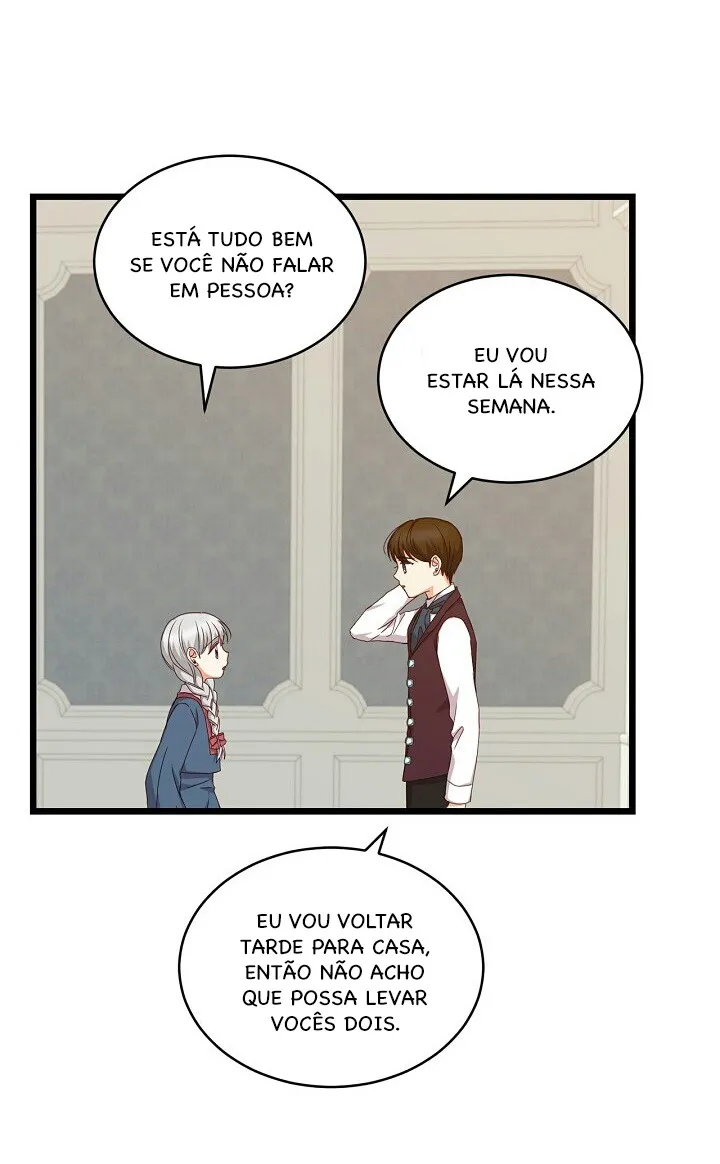 ESTÁ TUDO BEM
SE VOCÊ NÃO FALAR
EM PESSOA?
EU VOU
ESTAR LÁ NESSA
SEMANA.
EU VOU VOLTAR
TARDE PARA CASA,
ENTÃO NÃO ACHO
QUE POSSA LEVAR
VOCÊS DOIS.